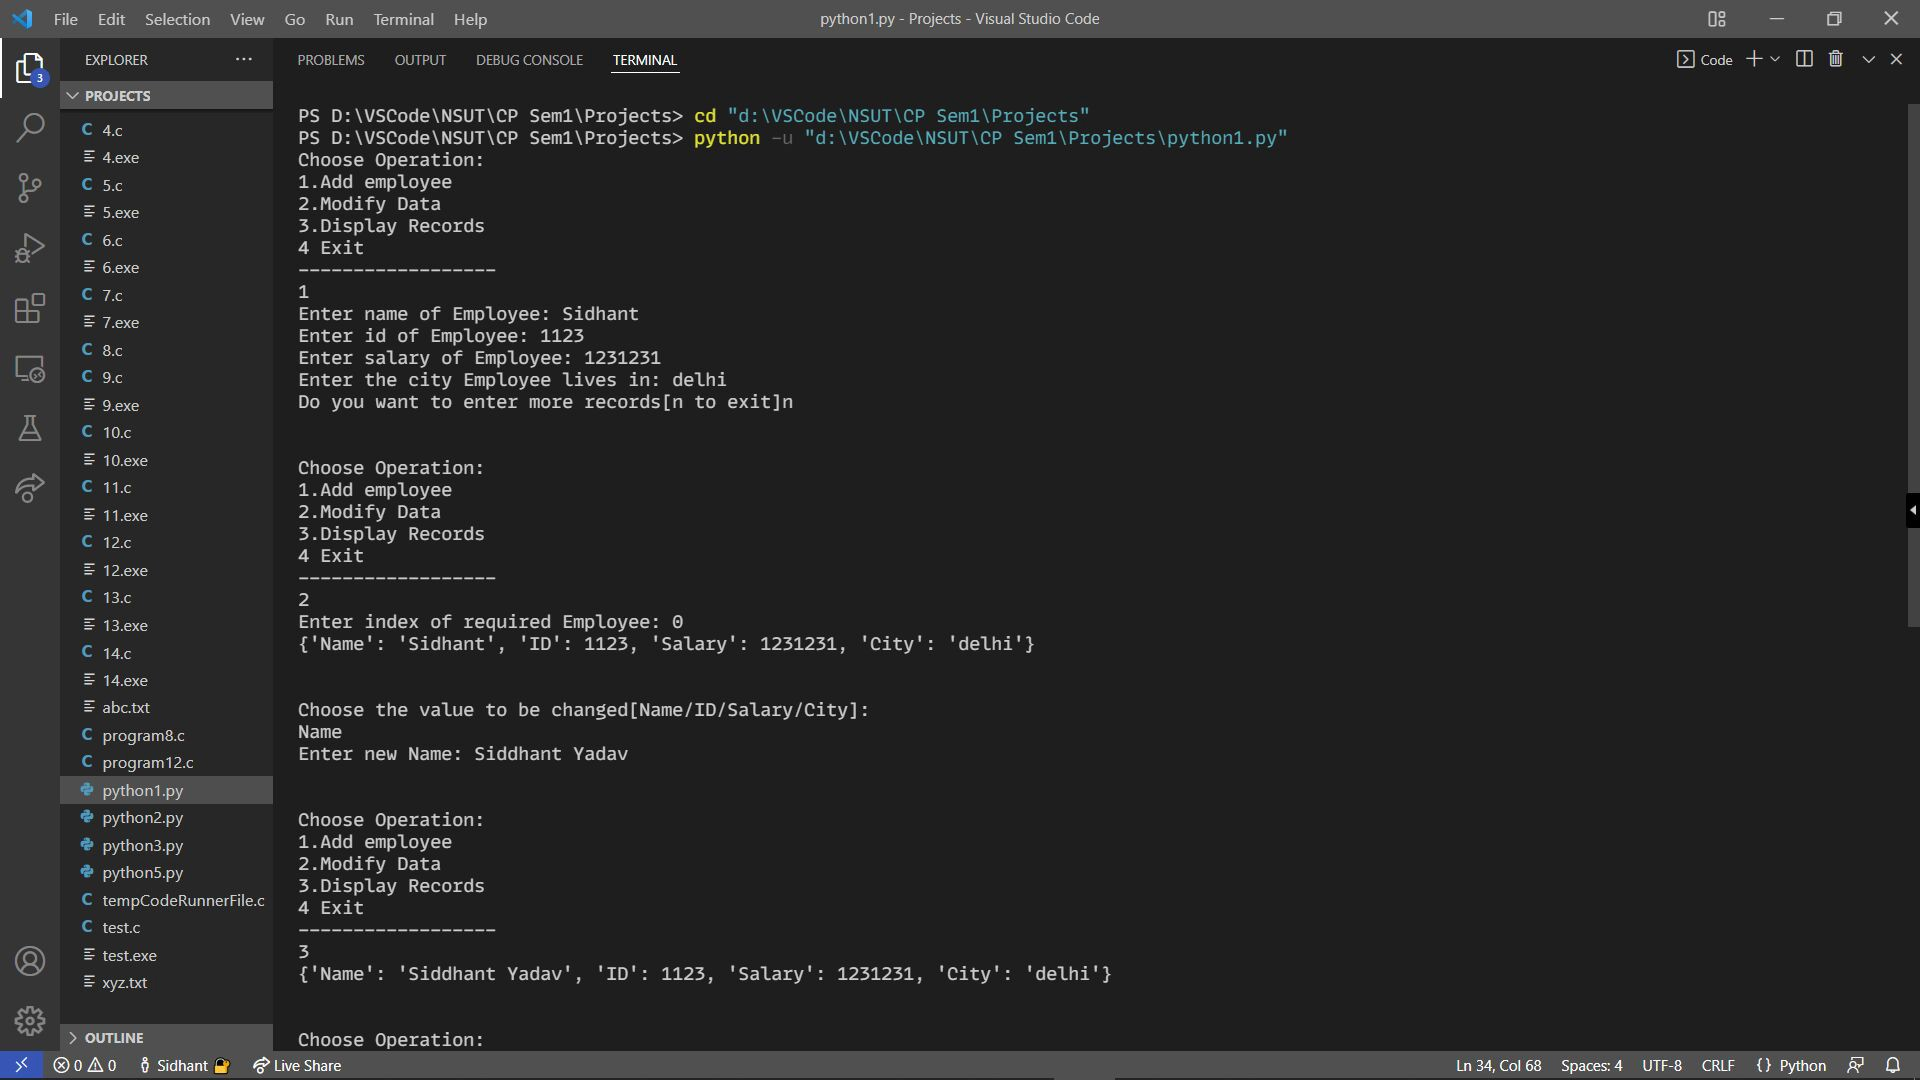 File Edit Selection View Go Run Terminal Help
python1.py - Projects - Visual Studio Code
EXPLORER
PROJECTS
3
4.c
4.exe
5.c
5.exe
6.c
6.exe
7.c
7.exe
8.c
9.c
9.exe
10.c
10.exe
11.c
11.exe
12.c
12.exe
13.c
13.exe
14.c
14.exe
abc.txt
program8.c
program12.c
python1.py
python2.py
python3.py
python5.py
tempCodeRunnerFile.c
test.c
test.exe
xyz.txt
OUTLINE
PROBLEMS OUTPUT DEBUG CONSOLE TERMINAL
Code
PS D:\VSCode\NSUT\CP Sem1\Projects> cd "d:\VSCode\NSUT\CP Sem1\Projects"
PS D:\VSCode\NSUT\CP Sem1\Projects> python -u "d:\VSCode\NSUT\CP Sem1\Projects\python1.py"
Choose Operation:
1.Add employee
2.Modify Data
3.Display Records
4 Exit
------------------
1
Enter name of Employee: Sidhant
Enter id of Employee: 1123
Enter salary of Employee: 1231231
Enter the city Employee lives in: delhi
Do you want to enter more records[n to exit]n
Choose Operation:
1.Add employee
2.Modify Data
3.Display Records
4 Exit
------------------
2
Enter index of required Employee: 0
{'Name': 'Sidhant', 'ID': 1123, 'Salary': 1231231, 'City': 'delhi'}
Choose the value to be changed[Name/ID/Salary/City]:
Name
Enter new Name: Siddhant Yadav
Choose Operation:
1.Add employee
2.Modify Data
3.Display Records
4 Exit
------------------
3
{'Name': 'Siddhant Yadav', 'ID': 1123, 'Salary': 1231231, 'City': 'delhi'}
Choose Operation:
0 0 Sidhant Live Share
Ln 34, Col 68 Spaces: 4 UTF-8 CRLF {} Python